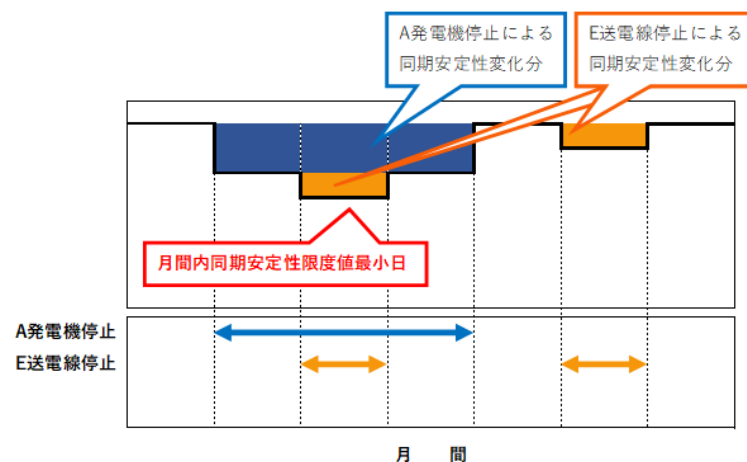 A発電機停止による
同期安定性変化分
E送電線停止による
同期安定性変化分
月間内同期安定性限度値最小日
A発電機停止
E送電線停止
月 間